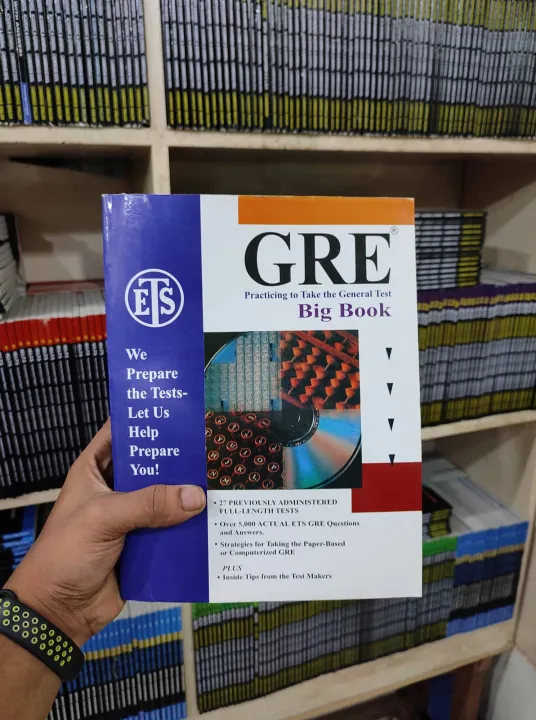 GRE®
Practicing to Take the General Test
Big Book
ETS
We
Prepare
the Tests-
Let Us
Help
Prepare
You!
• 27 PREVIOUSLY ADMINISTERED
FULL-LENGTH TESTS
• Over 5,000 ACTUAL ETS GRE Questions
and Answers.
• Strategies for Taking the Paper-Based
or Computerized GRE
PLUS
• Inside Tips from the Test Makers